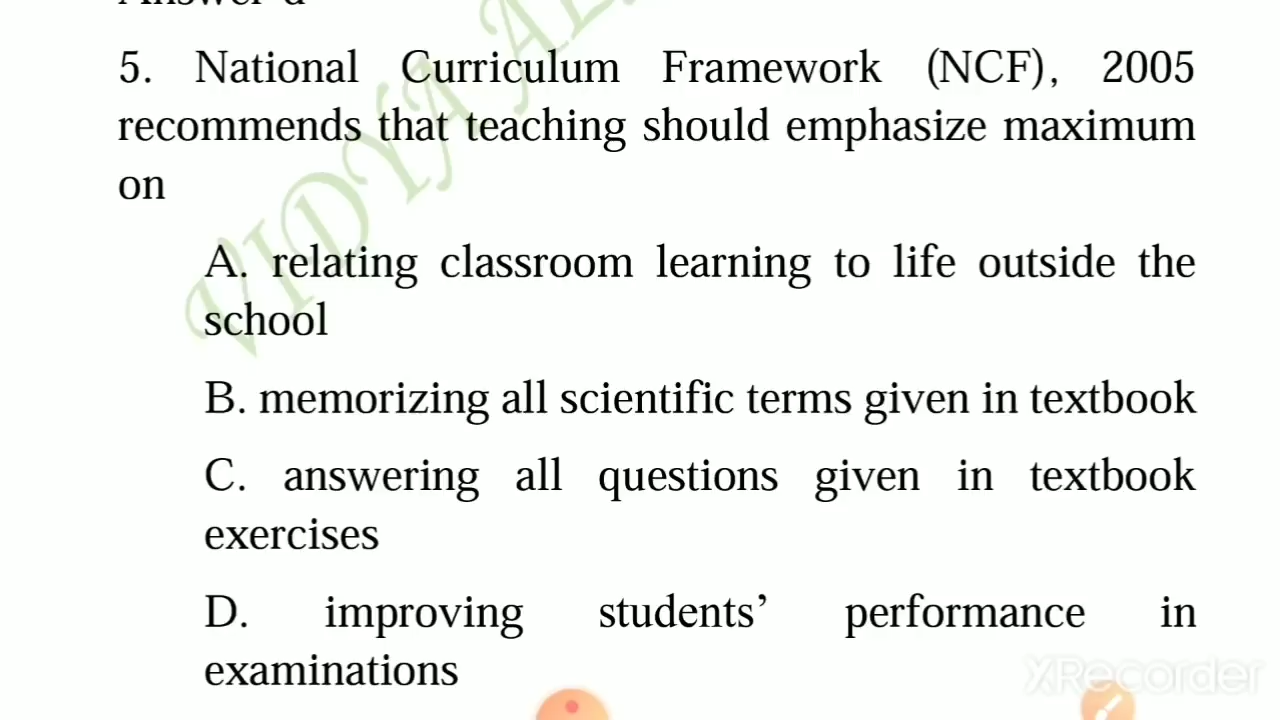 5. National Curriculum Framework (NCF), 2005
recommends that teaching should emphasize maximum
on
A. relating classroom learning to life outside the
school
B. memorizing all scientific terms given in textbook
C. answering all questions given in textbook
exercises
D. improving students’ performance in
examinations
XRecorder